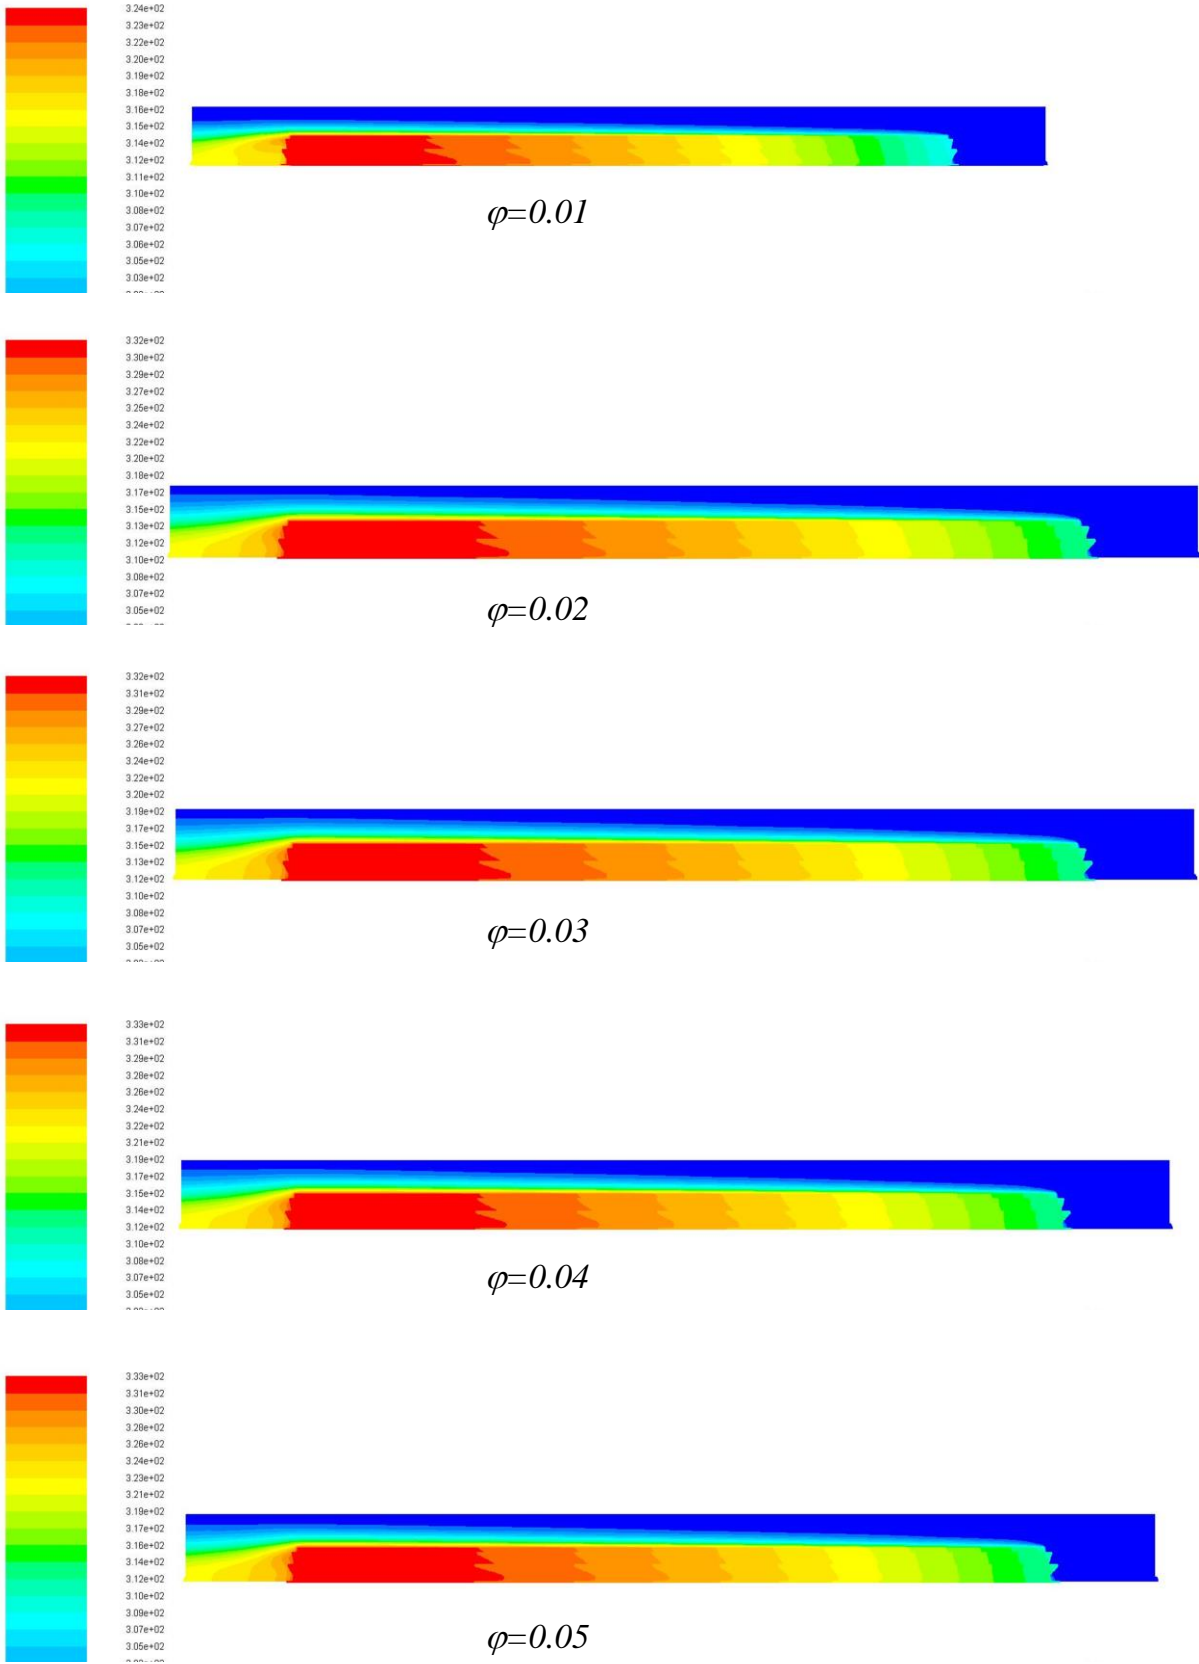 3.24e+02
3.23e+02
3.22e+02
3.20e+02
3.19e+02
3.18e+02
3.16e+02
3.15e+02
3.14e+02
3.12e+02
3.11e+02
3.10e+02
3.08e+02
3.07e+02
3.06e+02
3.05e+02
3.03e+02
φ=0.01
3.32e+02
3.30e+02
3.29e+02
3.27e+02
3.25e+02
3.24e+02
3.22e+02
3.20e+02
3.18e+02
3.17e+02
3.15e+02
3.13e+02
3.12e+02
3.10e+02
3.08e+02
3.07e+02
3.05e+02
φ=0.02
3.32e+02
3.31e+02
3.29e+02
3.27e+02
3.26e+02
3.24e+02
3.22e+02
3.20e+02
3.19e+02
3.17e+02
3.15e+02
3.13e+02
3.12e+02
3.10e+02
3.08e+02
3.07e+02
3.05e+02
φ=0.03
3.33e+02
3.31e+02
3.29e+02
3.28e+02
3.26e+02
3.24e+02
3.22e+02
3.21e+02
3.19e+02
3.17e+02
3.15e+02
3.14e+02
3.12e+02
3.10e+02
3.08e+02
3.07e+02
3.05e+02
φ=0.04
3.33e+02
3.31e+02
3.30e+02
3.28e+02
3.26e+02
3.24e+02
3.23e+02
3.21e+02
3.19e+02
3.17e+02
3.16e+02
3.14e+02
3.12e+02
3.10e+02
3.09e+02
3.07e+02
3.05e+02
φ=0.05